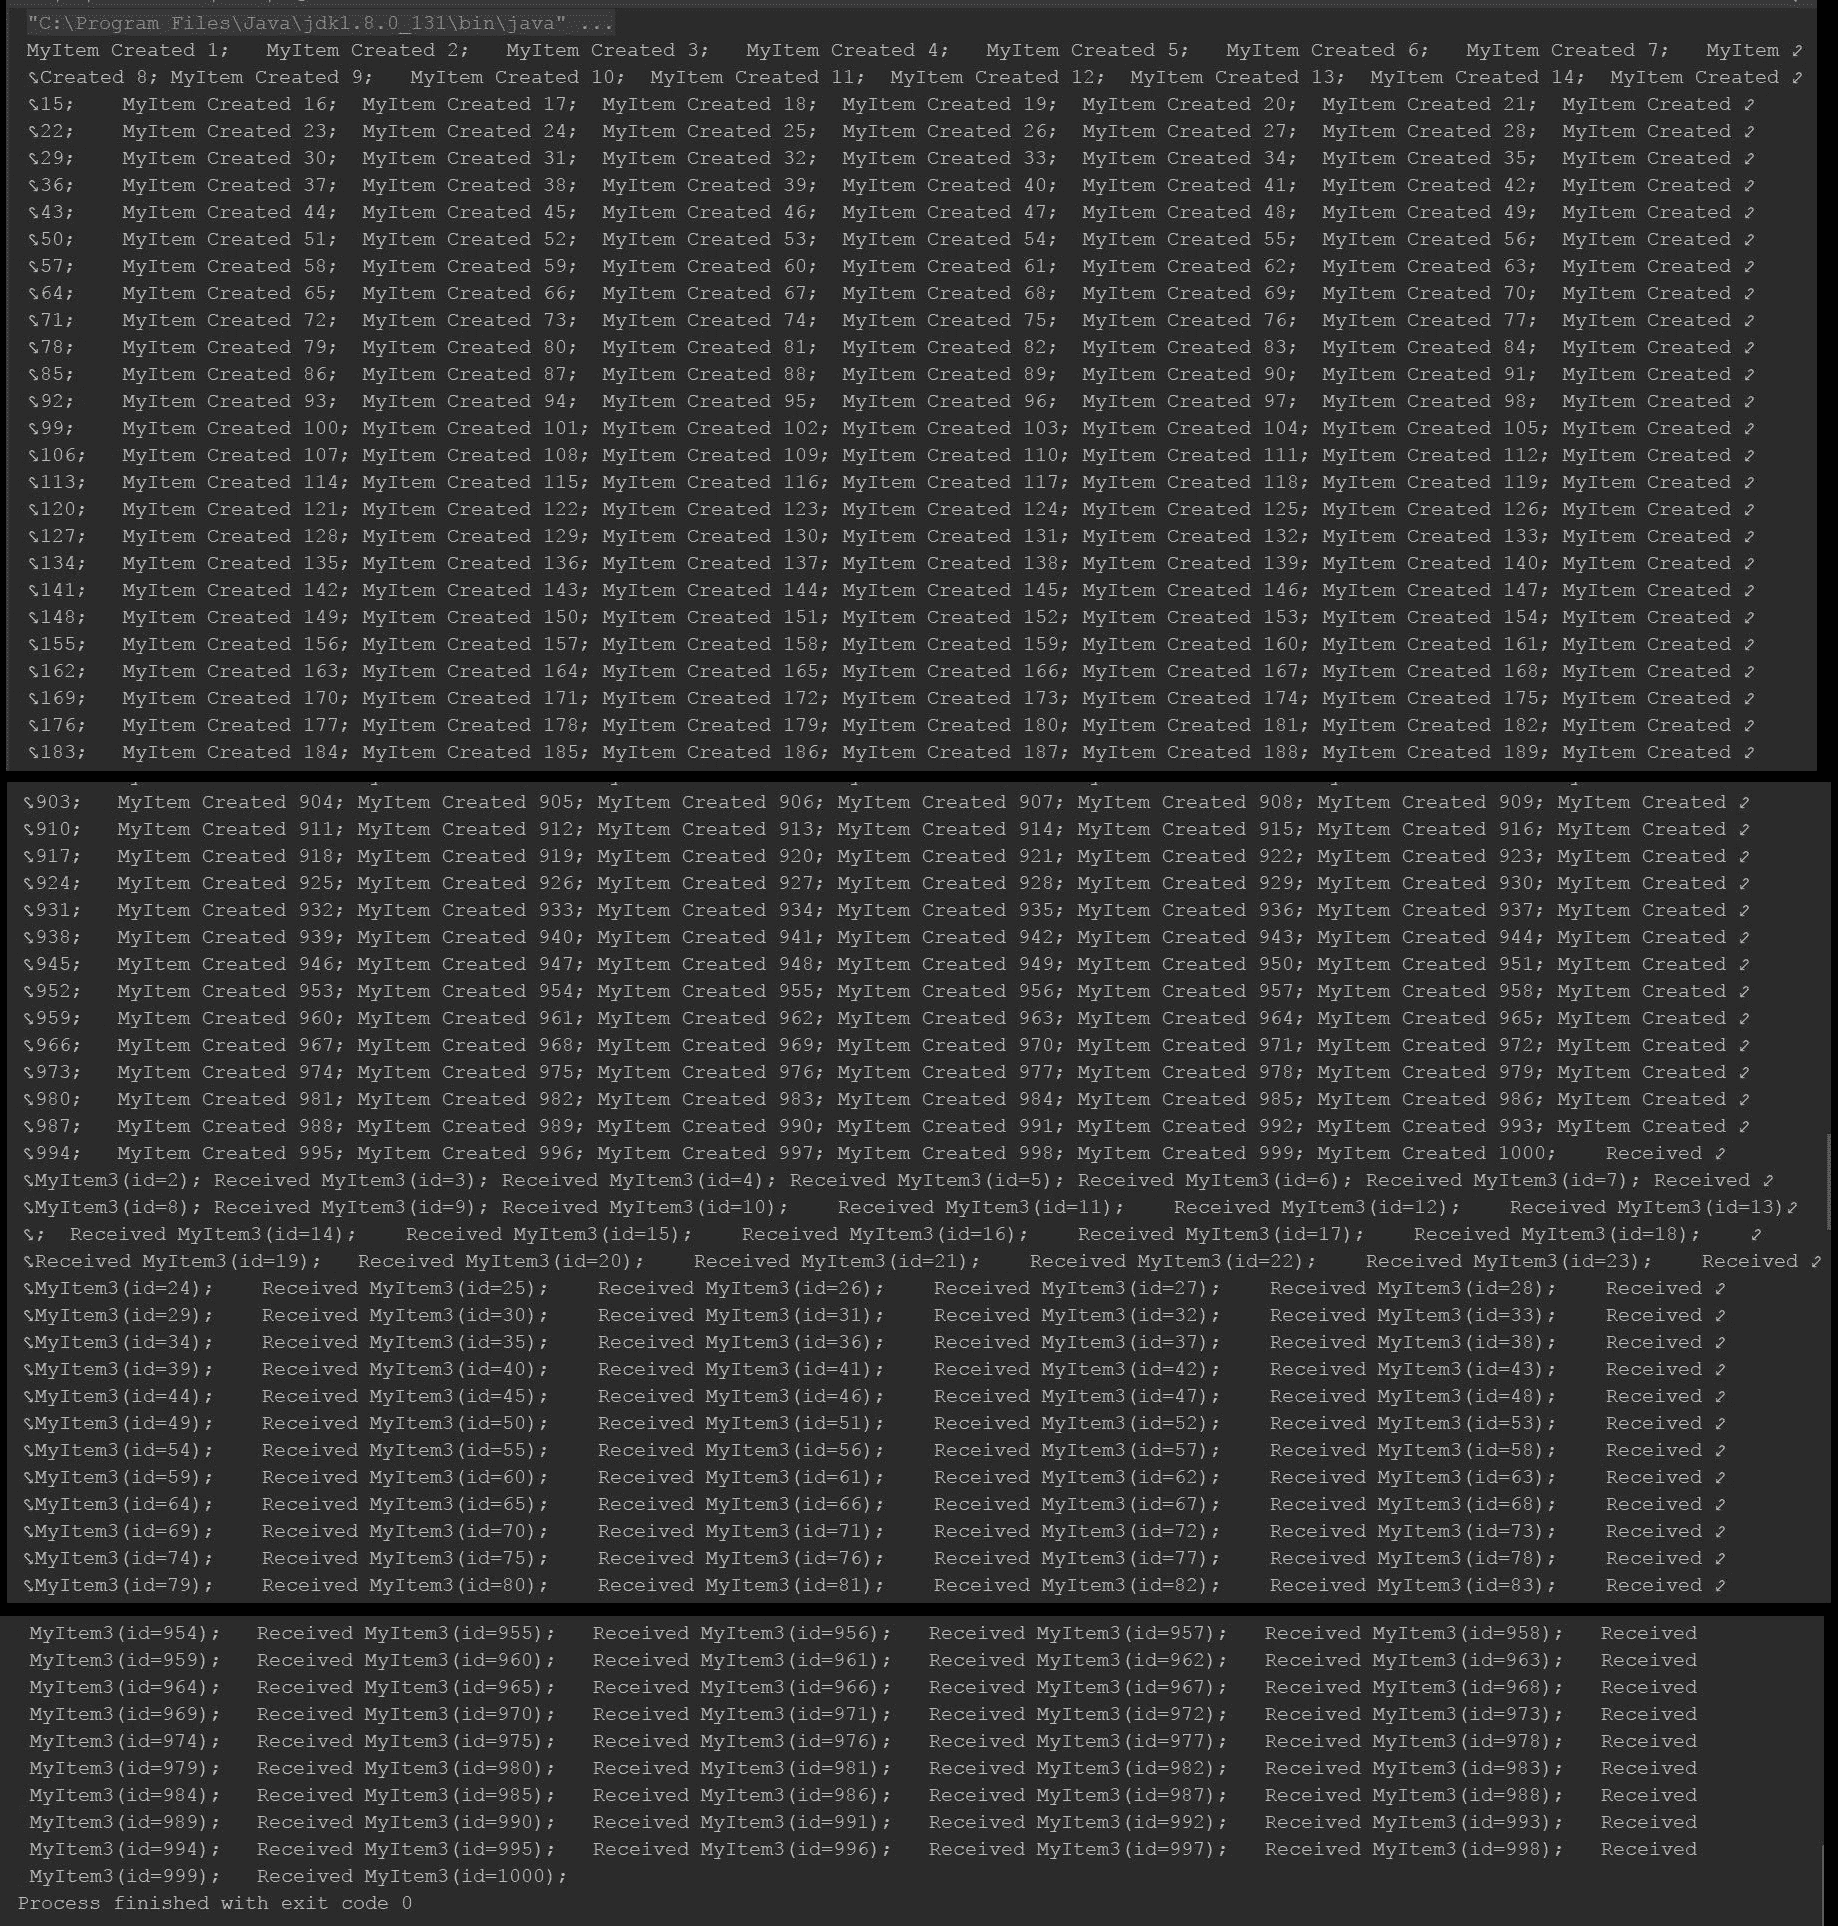 "C:\Program Files\Java\jdk1.8.0_131\bin\java" ...
MyItem Created 1; MyItem Created 2; MyItem Created 3; MyItem Created 4; MyItem Created 5; MyItem Created 6; MyItem Created 7; MyItem
Created 8; MyItem Created 9; MyItem Created 10; MyItem Created 11; MyItem Created 12; MyItem Created 13; MyItem Created 14; MyItem Created
15; MyItem Created 16; MyItem Created 17; MyItem Created 18; MyItem Created 19; MyItem Created 20; MyItem Created 21; MyItem Created
22; MyItem Created 23; MyItem Created 24; MyItem Created 25; MyItem Created 26; MyItem Created 27; MyItem Created 28; MyItem Created
29; MyItem Created 30; MyItem Created 31; MyItem Created 32; MyItem Created 33; MyItem Created 34; MyItem Created 35; MyItem Created
36; MyItem Created 37; MyItem Created 38; MyItem Created 39; MyItem Created 40; MyItem Created 41; MyItem Created 42; MyItem Created
43; MyItem Created 44; MyItem Created 45; MyItem Created 46; MyItem Created 47; MyItem Created 48; MyItem Created 49; MyItem Created
50; MyItem Created 51; MyItem Created 52; MyItem Created 53; MyItem Created 54; MyItem Created 55; MyItem Created 56; MyItem Created
57; MyItem Created 58; MyItem Created 59; MyItem Created 60; MyItem Created 61; MyItem Created 62; MyItem Created 63; MyItem Created
64; MyItem Created 65; MyItem Created 66; MyItem Created 67; MyItem Created 68; MyItem Created 69; MyItem Created 70; MyItem Created
71; MyItem Created 72; MyItem Created 73; MyItem Created 74; MyItem Created 75; MyItem Created 76; MyItem Created 77; MyItem Created
78; MyItem Created 79; MyItem Created 80; MyItem Created 81; MyItem Created 82; MyItem Created 83; MyItem Created 84; MyItem Created
85; MyItem Created 86; MyItem Created 87; MyItem Created 88; MyItem Created 89; MyItem Created 90; MyItem Created 91; MyItem Created
92; MyItem Created 93; MyItem Created 94; MyItem Created 95; MyItem Created 96; MyItem Created 97; MyItem Created 98; MyItem Created
99; MyItem Created 100; MyItem Created 101; MyItem Created 102; MyItem Created 103; MyItem Created 104; MyItem Created 105; MyItem Created
106; MyItem Created 107; MyItem Created 108; MyItem Created 109; MyItem Created 110; MyItem Created 111; MyItem Created 112; MyItem Created
113; MyItem Created 114; MyItem Created 115; MyItem Created 116; MyItem Created 117; MyItem Created 118; MyItem Created 119; MyItem Created
120; MyItem Created 121; MyItem Created 122; MyItem Created 123; MyItem Created 124; MyItem Created 125; MyItem Created 126; MyItem Created
127; MyItem Created 128; MyItem Created 129; MyItem Created 130; MyItem Created 131; MyItem Created 132; MyItem Created 133; MyItem Created
134; MyItem Created 135; MyItem Created 136; MyItem Created 137; MyItem Created 138; MyItem Created 139; MyItem Created 140; MyItem Created
141; MyItem Created 142; MyItem Created 143; MyItem Created 144; MyItem Created 145; MyItem Created 146; MyItem Created 147; MyItem Created
148; MyItem Created 149; MyItem Created 150; MyItem Created 151; MyItem Created 152; MyItem Created 153; MyItem Created 154; MyItem Created
155; MyItem Created 156; MyItem Created 157; MyItem Created 158; MyItem Created 159; MyItem Created 160; MyItem Created 161; MyItem Created
162; MyItem Created 163; MyItem Created 164; MyItem Created 165; MyItem Created 166; MyItem Created 167; MyItem Created 168; MyItem Created
169; MyItem Created 170; MyItem Created 171; MyItem Created 172; MyItem Created 173; MyItem Created 174; MyItem Created 175; MyItem Created
176; MyItem Created 177; MyItem Created 178; MyItem Created 179; MyItem Created 180; MyItem Created 181; MyItem Created 182; MyItem Created
183; MyItem Created 184; MyItem Created 185; MyItem Created 186; MyItem Created 187; MyItem Created 188; MyItem Created 189; MyItem Created
903; MyItem Created 904; MyItem Created 905; MyItem Created 906; MyItem Created 907; MyItem Created 908; MyItem Created 909; MyItem Created
910; MyItem Created 911; MyItem Created 912; MyItem Created 913; MyItem Created 914; MyItem Created 915; MyItem Created 916; MyItem Created
917; MyItem Created 918; MyItem Created 919; MyItem Created 920; MyItem Created 921; MyItem Created 922; MyItem Created 923; MyItem Created
924; MyItem Created 925; MyItem Created 926; MyItem Created 927; MyItem Created 928; MyItem Created 929; MyItem Created 930; MyItem Created
931; MyItem Created 932; MyItem Created 933; MyItem Created 934; MyItem Created 935; MyItem Created 936; MyItem Created 937; MyItem Created
938; MyItem Created 939; MyItem Created 940; MyItem Created 941; MyItem Created 942; MyItem Created 943; MyItem Created 944; MyItem Created
945; MyItem Created 946; MyItem Created 947; MyItem Created 948; MyItem Created 949; MyItem Created 950; MyItem Created 951; MyItem Created
952; MyItem Created 953; MyItem Created 954; MyItem Created 955; MyItem Created 956; MyItem Created 957; MyItem Created 958; MyItem Created
959; MyItem Created 960; MyItem Created 961; MyItem Created 962; MyItem Created 963; MyItem Created 964; MyItem Created 965; MyItem Created
966; MyItem Created 967; MyItem Created 968; MyItem Created 969; MyItem Created 970; MyItem Created 971; MyItem Created 972; MyItem Created
973; MyItem Created 974; MyItem Created 975; MyItem Created 976; MyItem Created 977; MyItem Created 978; MyItem Created 979; MyItem Created
980; MyItem Created 981; MyItem Created 982; MyItem Created 983; MyItem Created 984; MyItem Created 985; MyItem Created 986; MyItem Created
987; MyItem Created 988; MyItem Created 989; MyItem Created 990; MyItem Created 991; MyItem Created 992; MyItem Created 993; MyItem Created
994; MyItem Created 995; MyItem Created 996; MyItem Created 997; MyItem Created 998; MyItem Created 999; MyItem Created 1000; Received
MyItem3(id=2); Received MyItem3(id=3); Received MyItem3(id=4); Received MyItem3(id=5); Received MyItem3(id=6); Received MyItem3(id=7); Received
MyItem3(id=8); Received MyItem3(id=9); Received MyItem3(id=10); Received MyItem3(id=11); Received MyItem3(id=12); Received MyItem3(id=13)
; Received MyItem3(id=14); Received MyItem3(id=15); Received MyItem3(id=16); Received MyItem3(id=17); Received MyItem3(id=18);
Received MyItem3(id=19); Received MyItem3(id=20); Received MyItem3(id=21); Received MyItem3(id=22); Received MyItem3(id=23); Received
MyItem3(id=24); Received MyItem3(id=25); Received MyItem3(id=26); Received MyItem3(id=27); Received MyItem3(id=28); Received
MyItem3(id=29); Received MyItem3(id=30); Received MyItem3(id=31); Received MyItem3(id=32); Received MyItem3(id=33); Received
MyItem3(id=34); Received MyItem3(id=35); Received MyItem3(id=36); Received MyItem3(id=37); Received MyItem3(id=38); Received
MyItem3(id=39); Received MyItem3(id=40); Received MyItem3(id=41); Received MyItem3(id=42); Received MyItem3(id=43); Received
MyItem3(id=44); Received MyItem3(id=45); Received MyItem3(id=46); Received MyItem3(id=47); Received MyItem3(id=48); Received
MyItem3(id=49); Received MyItem3(id=50); Received MyItem3(id=51); Received MyItem3(id=52); Received MyItem3(id=53); Received
MyItem3(id=54); Received MyItem3(id=55); Received MyItem3(id=56); Received MyItem3(id=57); Received MyItem3(id=58); Received
MyItem3(id=59); Received MyItem3(id=60); Received MyItem3(id=61); Received MyItem3(id=62); Received MyItem3(id=63); Received
MyItem3(id=64); Received MyItem3(id=65); Received MyItem3(id=66); Received MyItem3(id=67); Received MyItem3(id=68); Received
MyItem3(id=69); Received MyItem3(id=70); Received MyItem3(id=71); Received MyItem3(id=72); Received MyItem3(id=73); Received
MyItem3(id=74); Received MyItem3(id=75); Received MyItem3(id=76); Received MyItem3(id=77); Received MyItem3(id=78); Received
MyItem3(id=79); Received MyItem3(id=80); Received MyItem3(id=81); Received MyItem3(id=82); Received MyItem3(id=83); Received
MyItem3(id=954); Received MyItem3(id=955); Received MyItem3(id=956); Received MyItem3(id=957); Received MyItem3(id=958); Received
MyItem3(id=959); Received MyItem3(id=960); Received MyItem3(id=961); Received MyItem3(id=962); Received MyItem3(id=963); Received
MyItem3(id=964); Received MyItem3(id=965); Received MyItem3(id=966); Received MyItem3(id=967); Received MyItem3(id=968); Received
MyItem3(id=969); Received MyItem3(id=970); Received MyItem3(id=971); Received MyItem3(id=972); Received MyItem3(id=973); Received
MyItem3(id=974); Received MyItem3(id=975); Received MyItem3(id=976); Received MyItem3(id=977); Received MyItem3(id=978); Received
MyItem3(id=979); Received MyItem3(id=980); Received MyItem3(id=981); Received MyItem3(id=982); Received MyItem3(id=983); Received
MyItem3(id=984); Received MyItem3(id=985); Received MyItem3(id=986); Received MyItem3(id=987); Received MyItem3(id=988); Received
MyItem3(id=989); Received MyItem3(id=990); Received MyItem3(id=991); Received MyItem3(id=992); Received MyItem3(id=993); Received
MyItem3(id=994); Received MyItem3(id=995); Received MyItem3(id=996); Received MyItem3(id=997); Received MyItem3(id=998); Received
MyItem3(id=999); Received MyItem3(id=1000);
Process finished with exit code 0